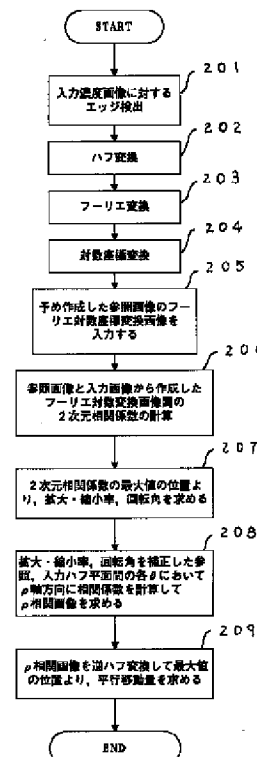 START
201
入力濃度画像に対する
エッジ検出
202
ハフ変換
203
フーリエ変換
204
対数座標変換
205
予め作成した参照画像のフー
リエ対数座標変換画像を
入力する
206
参照画像と入力画像から作成した
フーリエ対数変換画像間の
2次元相関係数の計算
207
2次元相関係数の最大値の位置
より,拡大・縮小率,回転角を求める
208
拡大・縮小率,回転角を補正した参
照,入力ハフ平面間の各θにおいて
ρ軸方向に相関係数を計算して
ρ相関画像を求める
209
ρ相関画像を逆ハフ変換して最大値
の位置より,平行移動量を求める
END